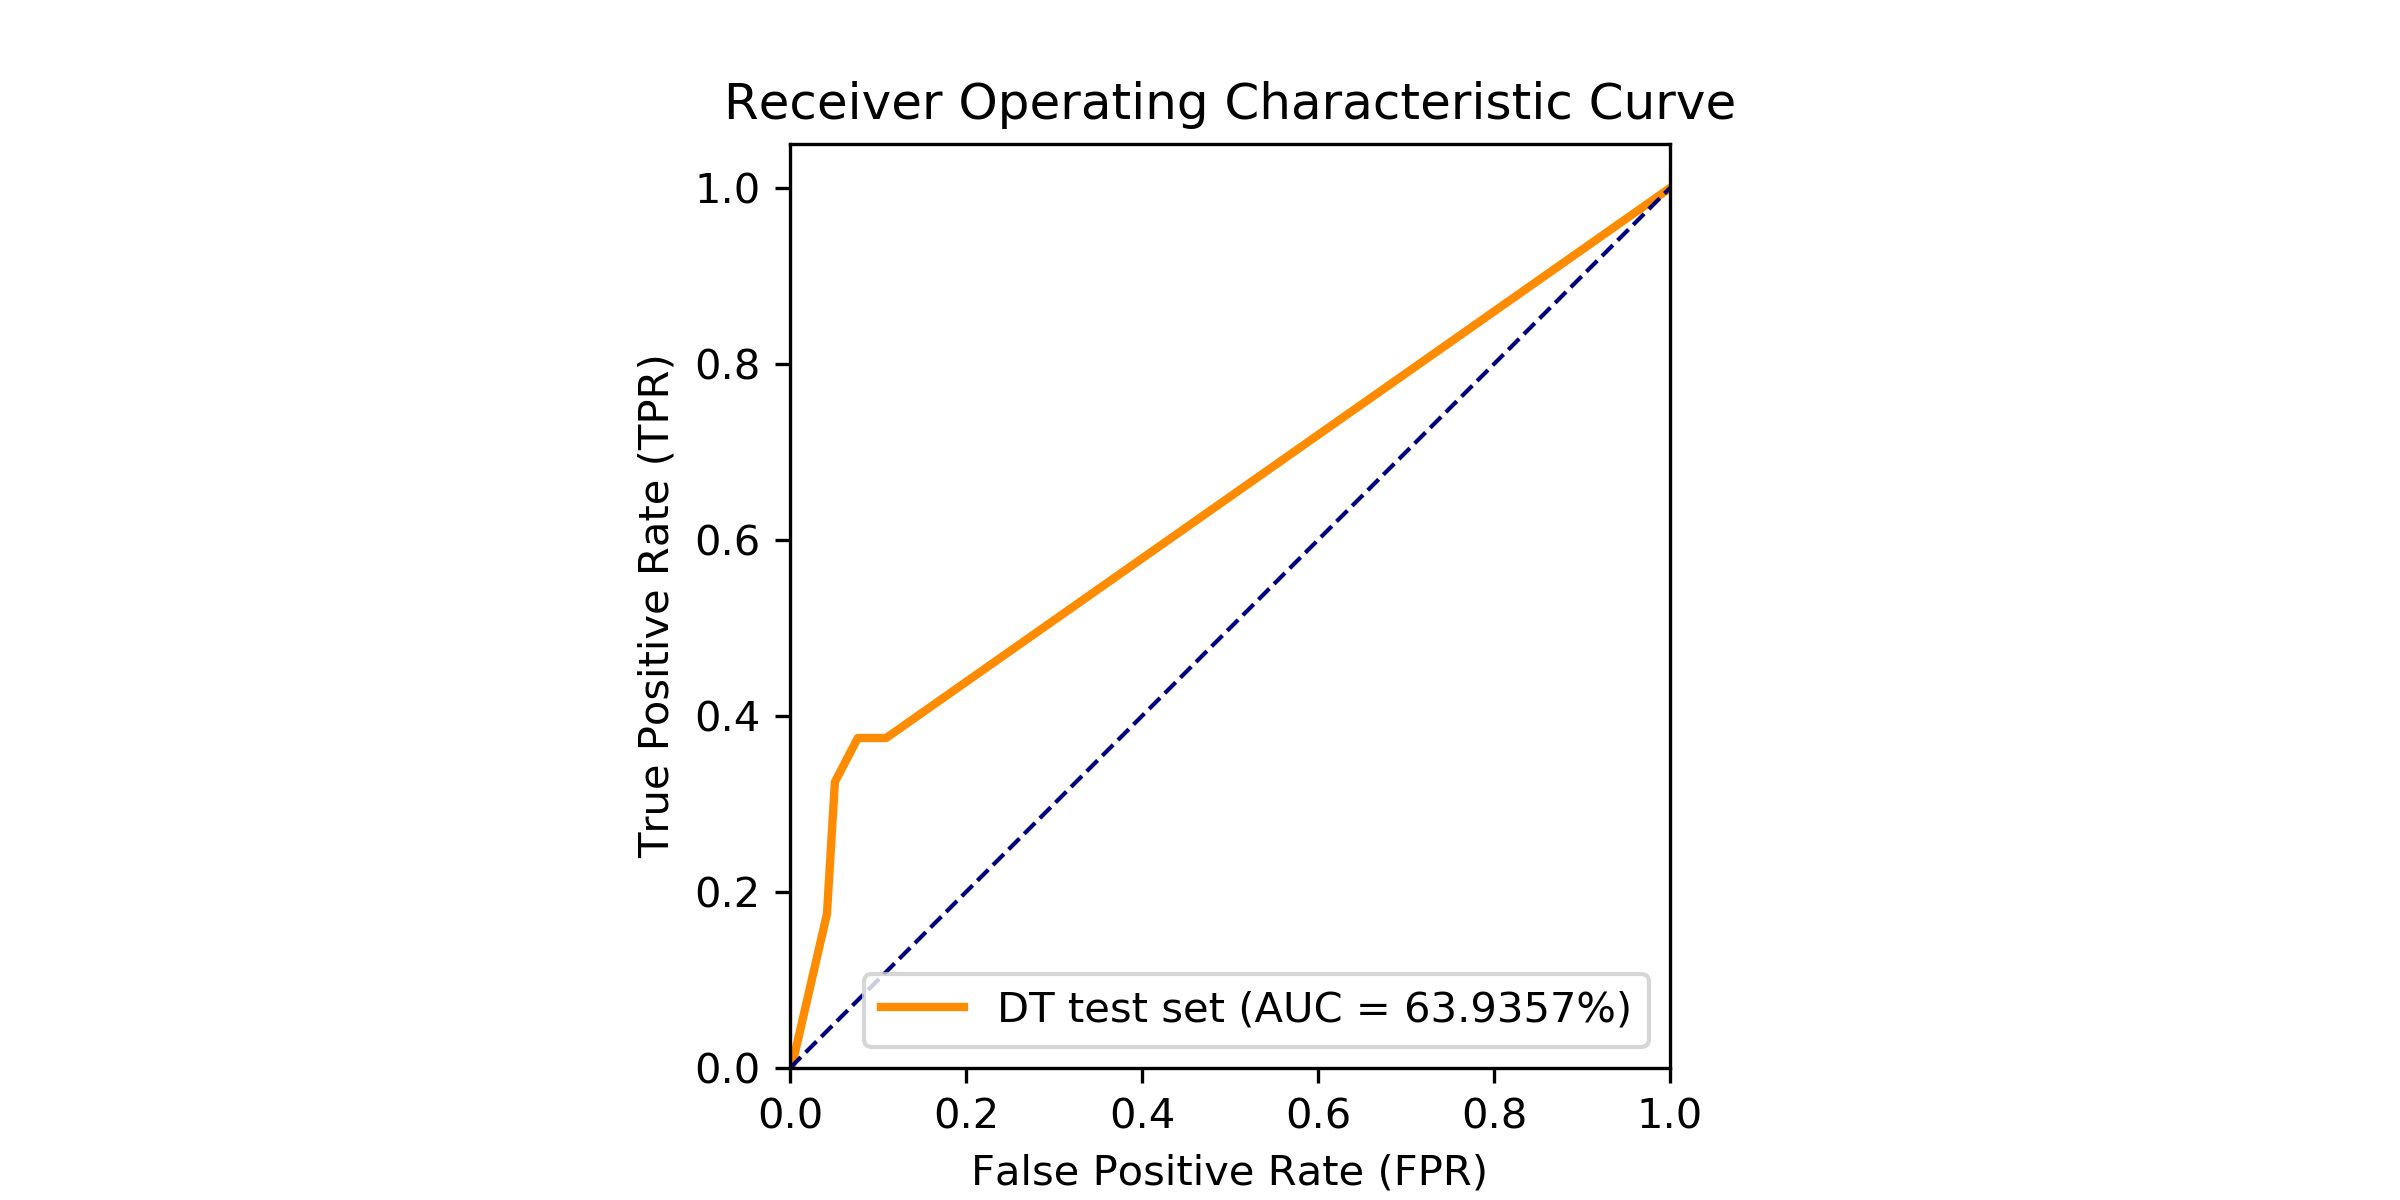 Receiver Operating Characteristic Curve
1.0
0.8
0.6
0.4
0.2
0.0
True Positive Rate (TPR)
DT test set (AUC = 63.9357%)
0.0 0.2 0.4 0.6 0.8 1.0
False Positive Rate (FPR)